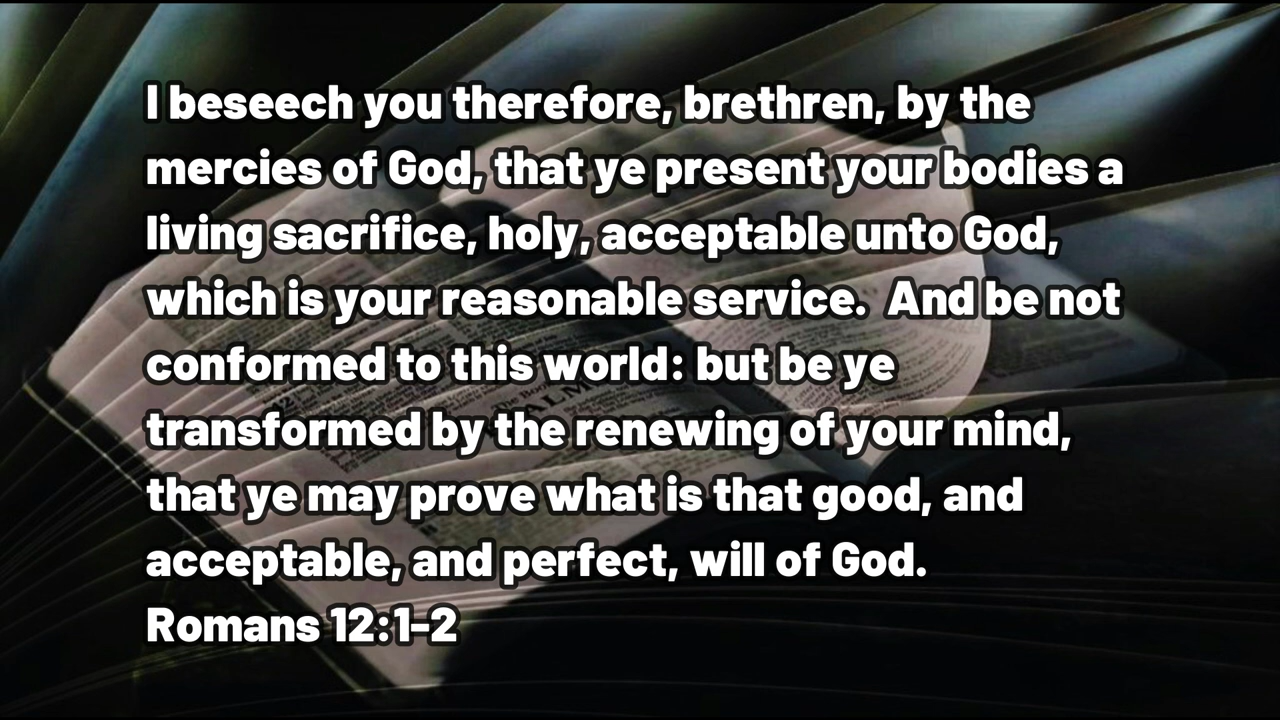 I beseech you therefore, brethren, by the
mercies of God, that ye present your bodies a
living sacrifice, holy, acceptable unto God,
which is your reasonable service.  And be not
conformed to this world: but be ye
transformed by the renewing of your mind,
that ye may prove what is that good, and
acceptable, and perfect, will of God.
Romans 12:1-2